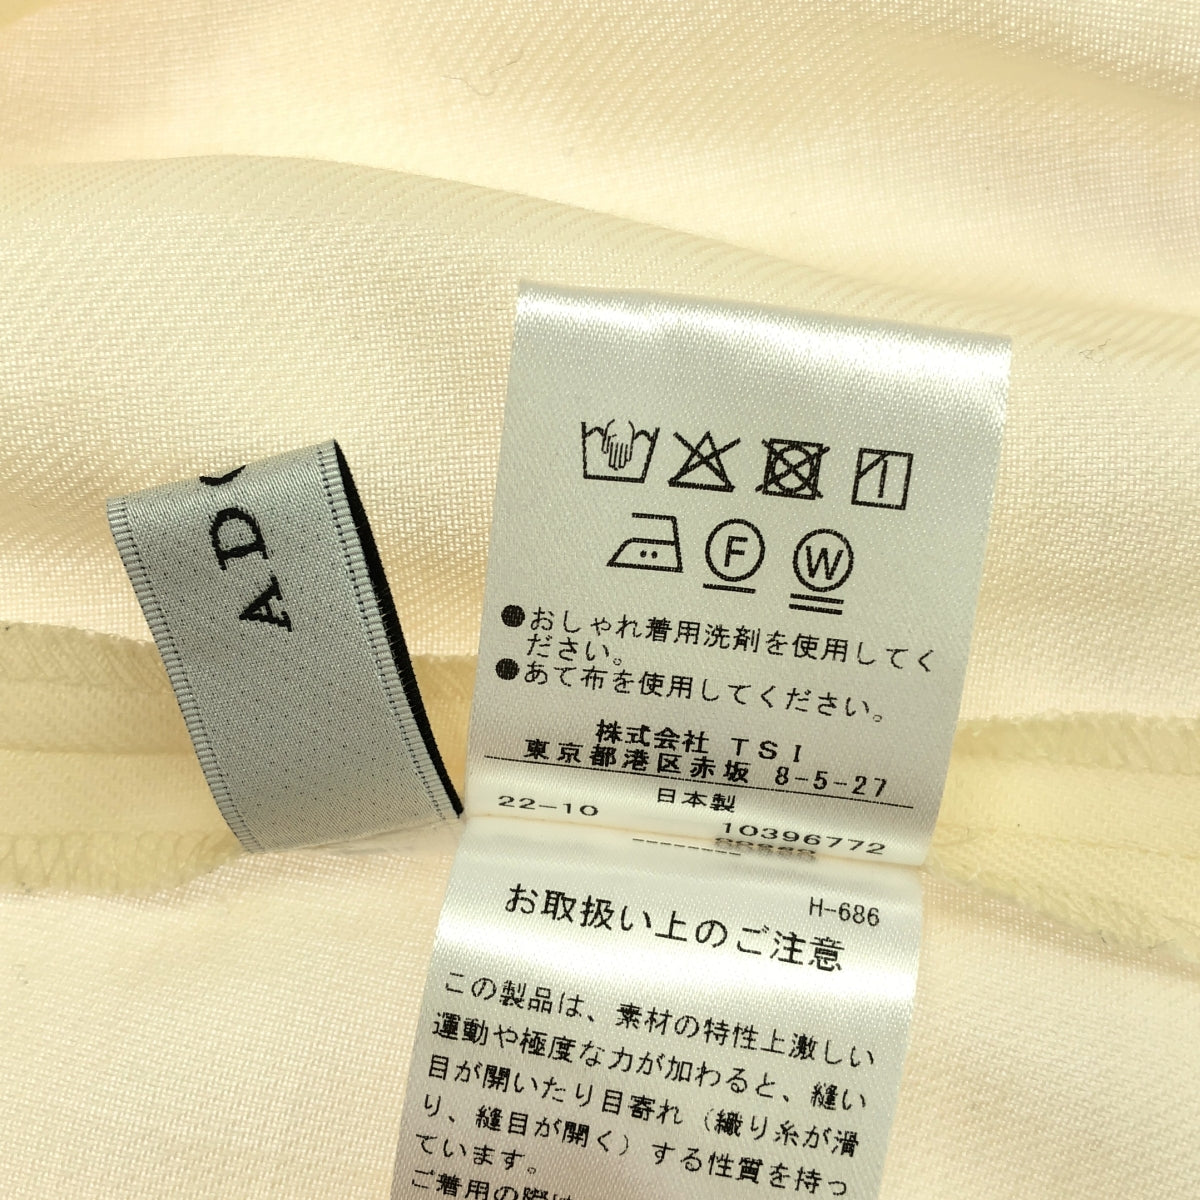 ADO
F
W
●おしゃれ着用洗剤を使用してく
ださい。
●あて布を使用してください。
株式会社 TSI
東京都港区赤坂 8-5-27
日本製
22-10
10396772
H-686
お取扱い上のご注意
この製品は、素材の特性上激しい
運動や極度な力が加わると、縫い
目が開いたり目寄れ（織り糸が滑
り、縫目が開く）する性質を持っ
ています。
ご着用の際は